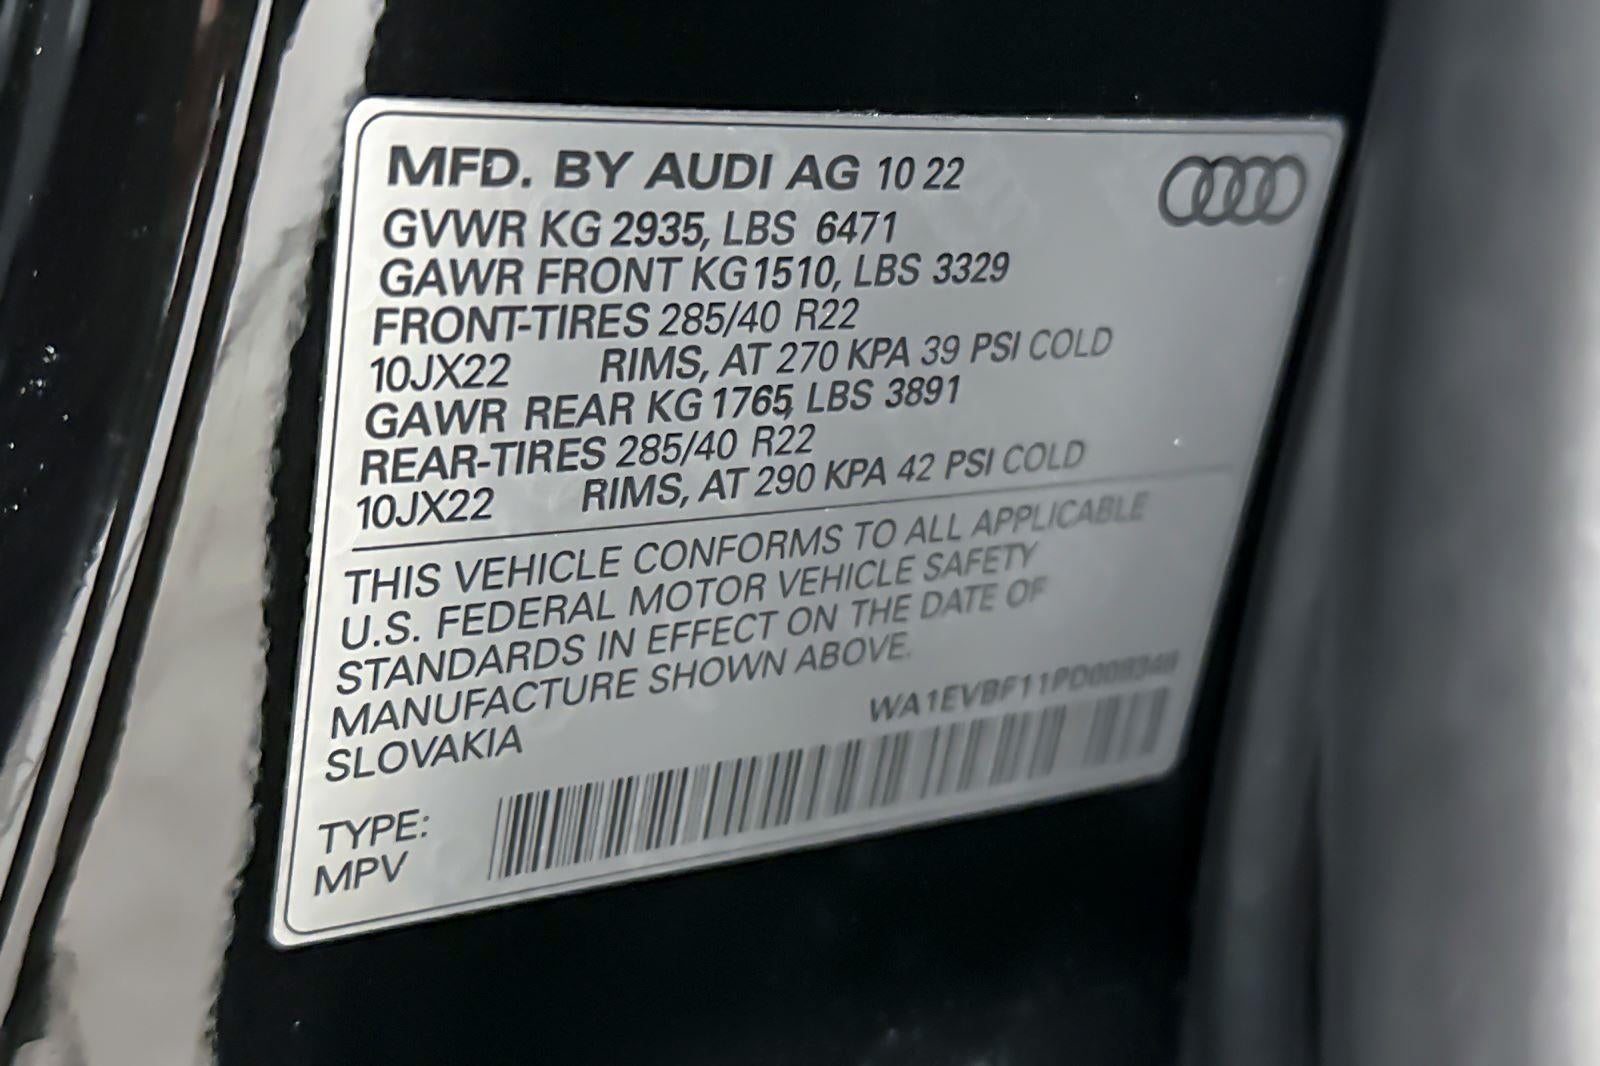 MFD. BY AUDI AG 10 22
GVWR KG 2935, LBS 6471
GAWR FRONT KG 1510, LBS 3329
FRONT-TIRES 285/40 R22
10JX22 RIMS, AT 270 KPA 39 PSI COLD
GAWR REAR KG 1765, LBS 3891
REAR-TIRES 285/40 R22
10JX22 RIMS, AT 290 KPA 42 PSI COLD
THIS VEHICLE CONFORMS TO ALL APPLICABLE
U.S. FEDERAL MOTOR VEHICLE SAFETY
STANDARDS IN EFFECT ON THE DATE OF
MANUFACTURE SHOWN ABOVE.
SLOVAKIA
TYPE:
MPV